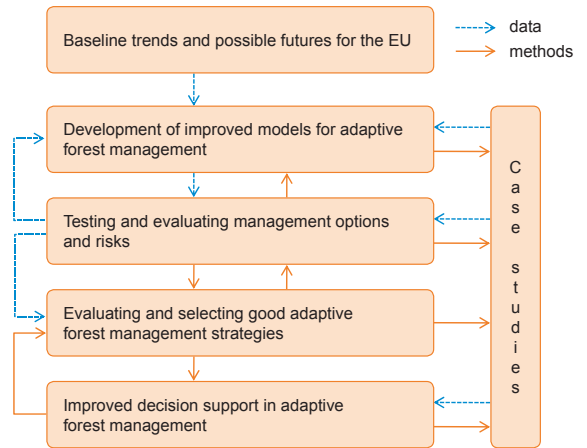 Baseline trends and possible futures for the EU
data
methods
Development of improved models for adaptive
forest management
Testing and evaluating management options
and risks
Evaluating and selecting good adaptive
forest management strategies
Improved decision support in adaptive
forest management
Case studies